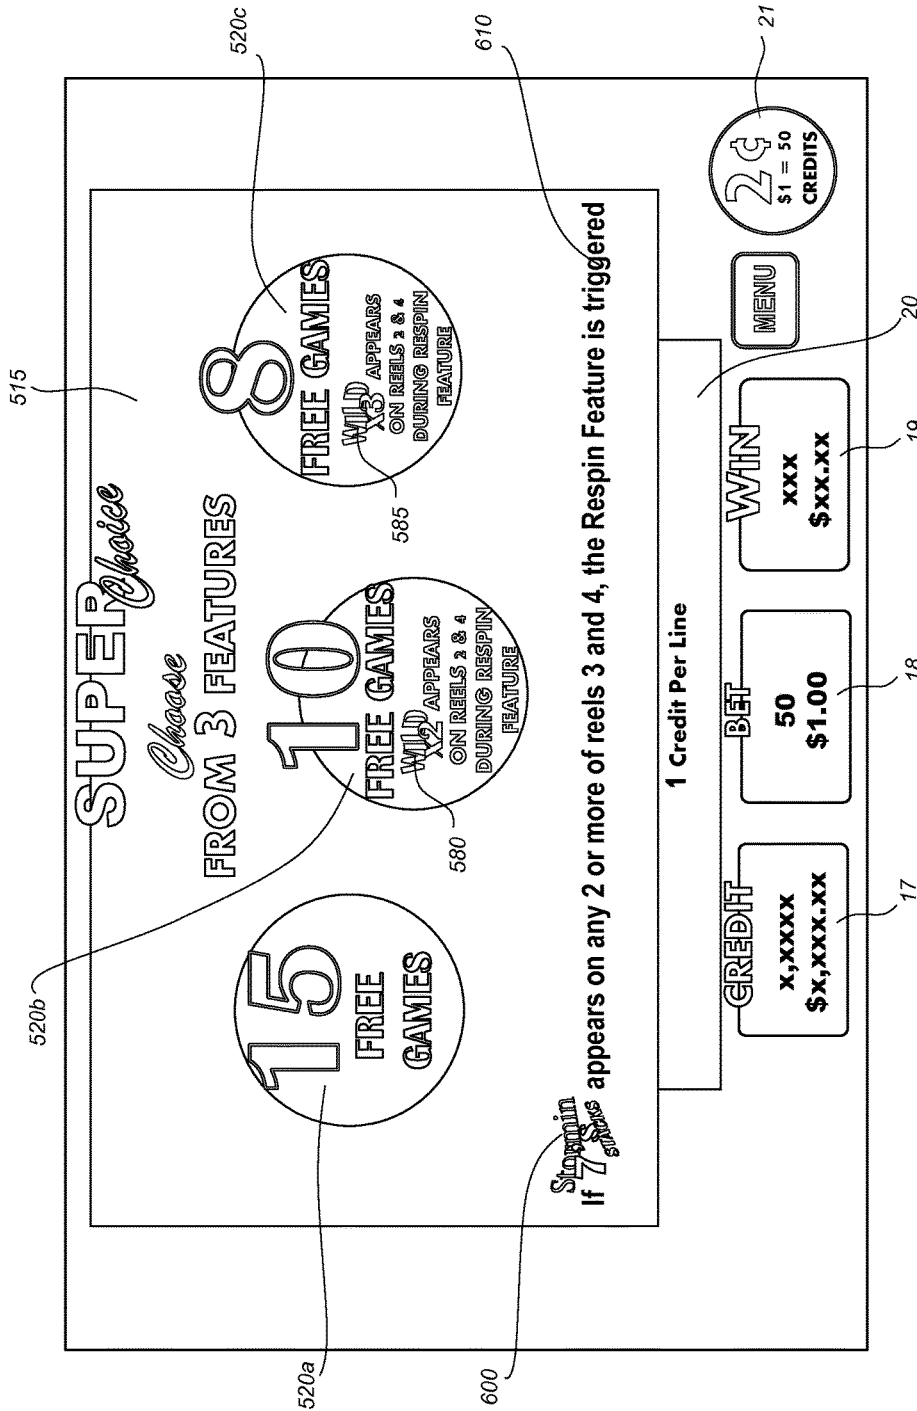 515
SUPER
Choice
Choose
FROM 3 FEATURES
520a
15
FREE
GAMES
520b
10
FREE GAMES
WILD
X2 APPEARS
ON REELS 2 & 4
DURING RESPIN
FEATURE
580
520c
8
FREE GAMES
WILD
X3 APPEARS
ON REELS 2 & 4
DURING RESPIN
FEATURE
585
600
610
If Stormin 7's STACKS appears on any 2 or more of reels 3 and 4, the Respin Feature is triggered
1 Credit Per Line
20
CREDIT
x,xxxx
$x,xxx.xx
17
BET
50
$1.00
18
WIN
xxx
$xx.xx
19
MENU
2¢
$1 = 50
CREDITS
21